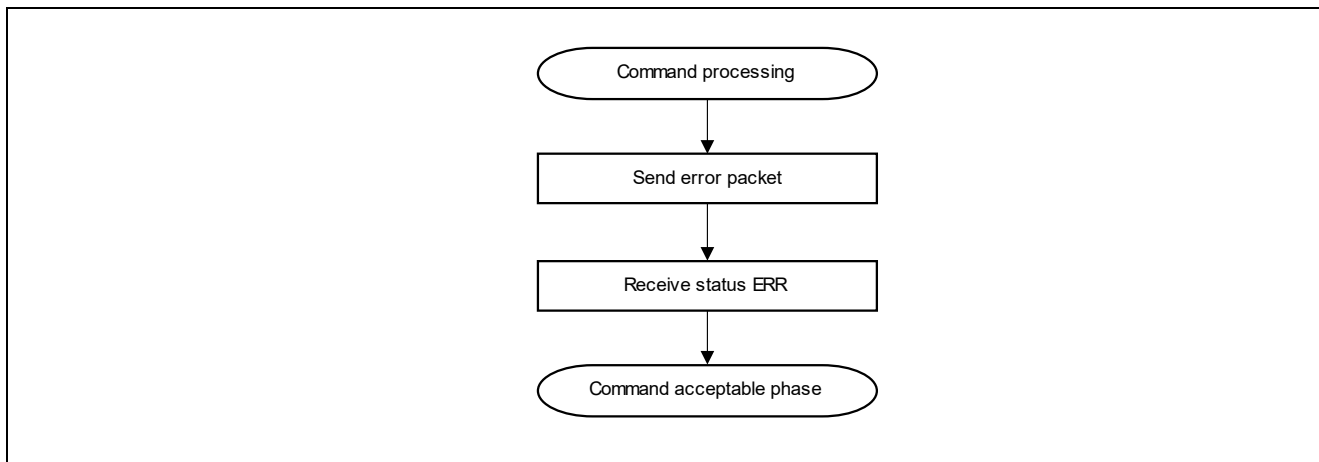 Command processing
Send error packet
Receive status ERR
Command acceptable phase